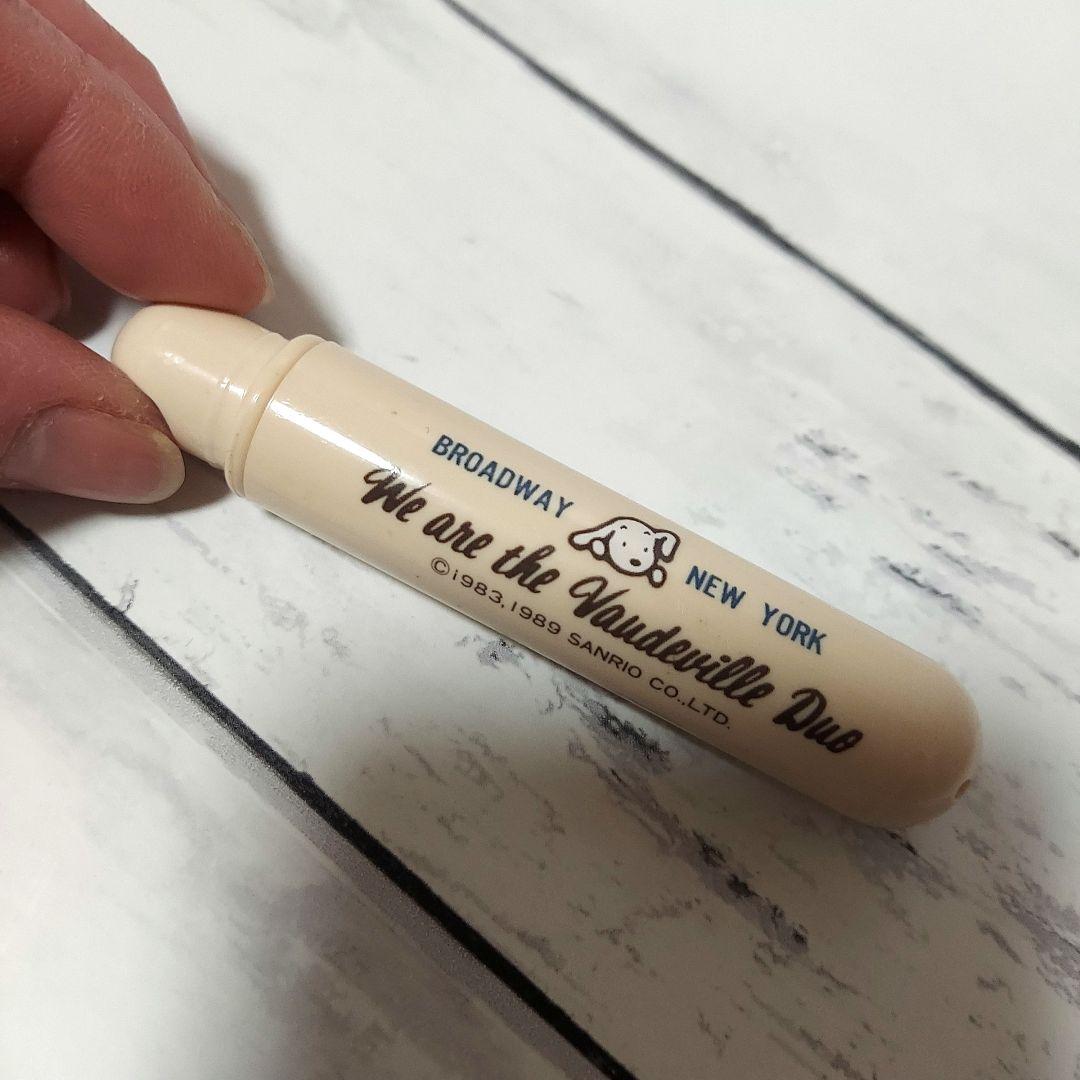 BROADWAY NEW YORK
We are the Vaudeville Duo
©1983,1989 SANRIO CO.,LTD.